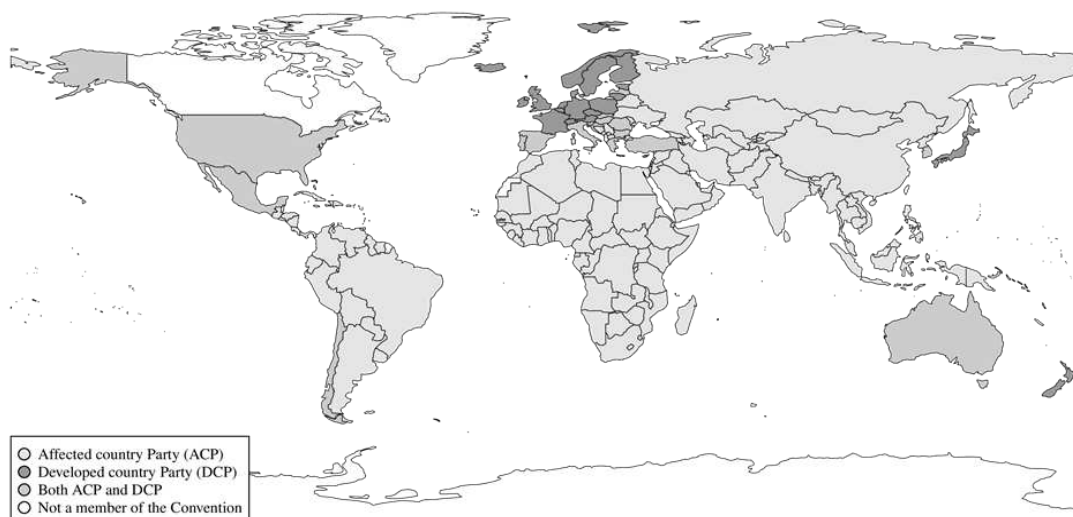 Affected country Party (ACP)
Developed country Party (DCP)
Both ACP and DCP
Not a member of the Convention